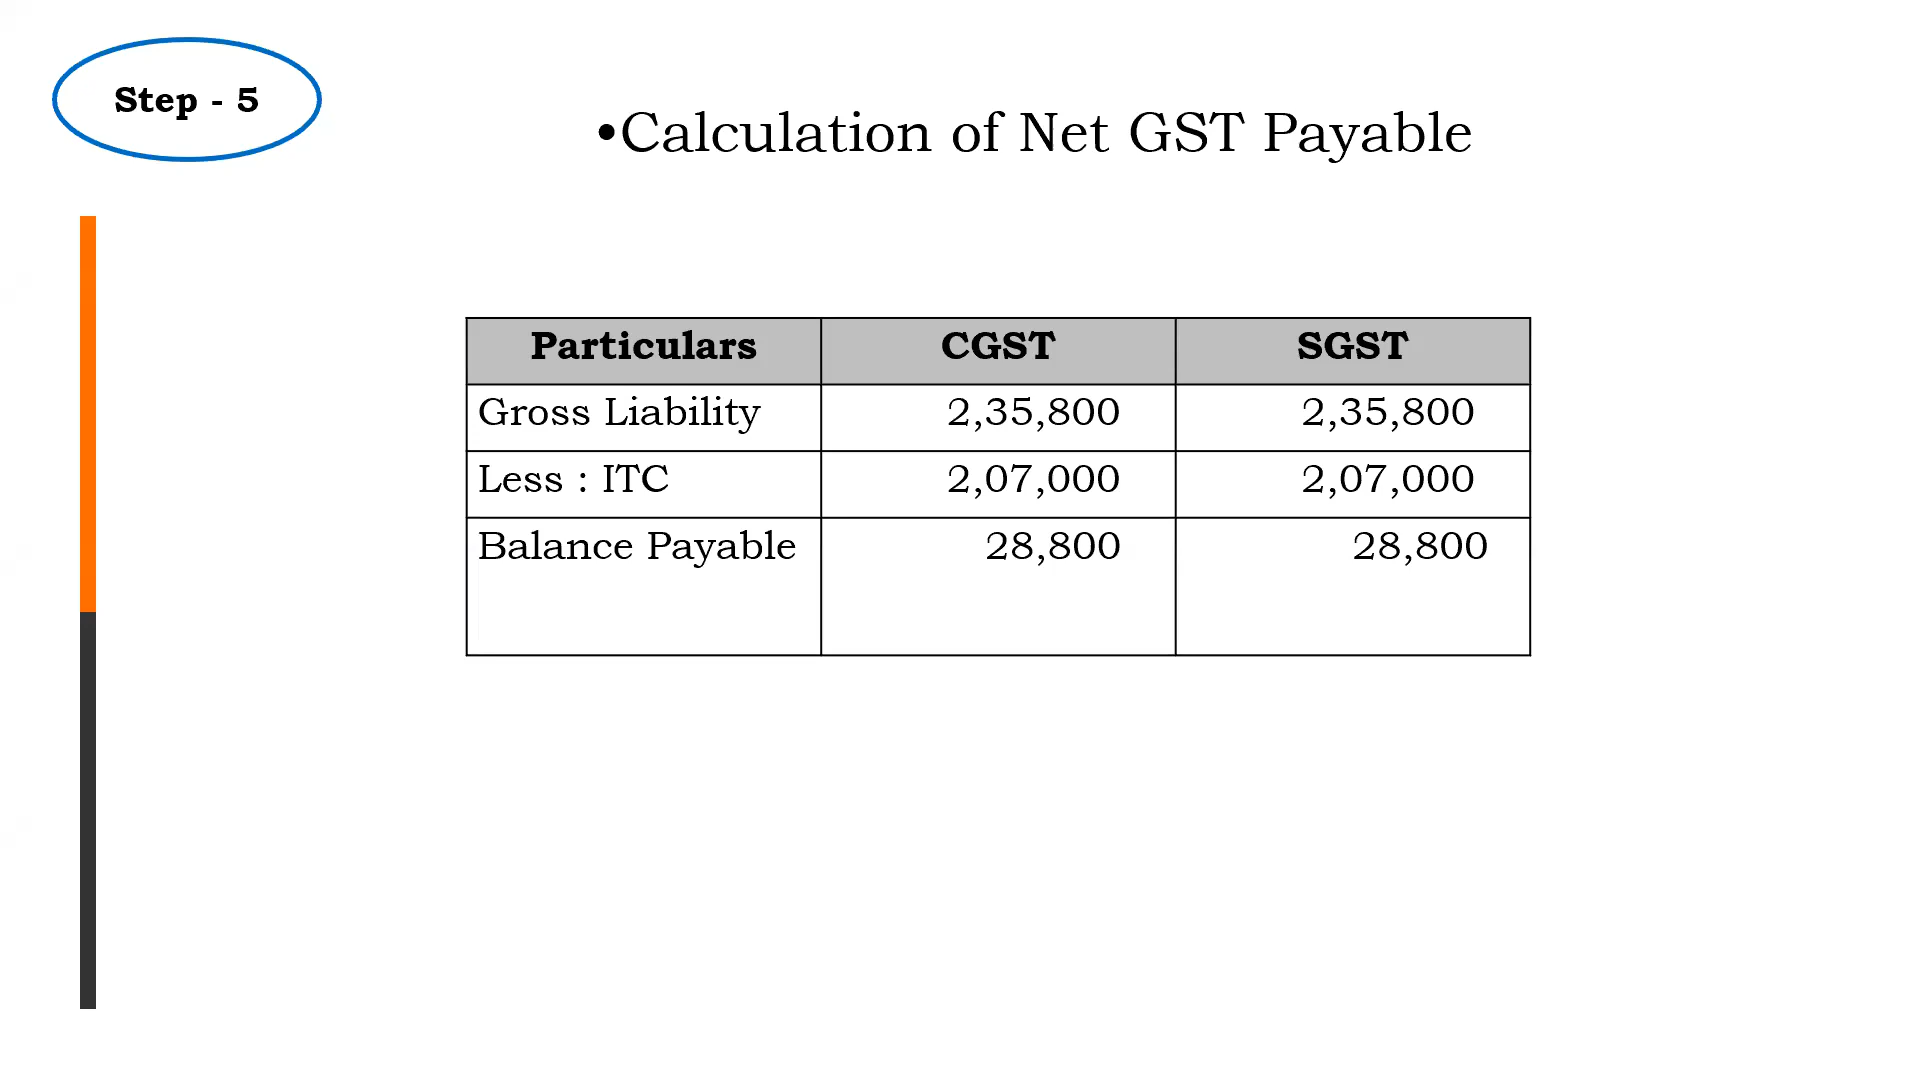 Step - 5
•Calculation of Net GST Payable
Particulars CGST SGST
Gross Liability 2,35,800 2,35,800
Less : ITC 2,07,000 2,07,000
Balance Payable 28,800 28,800